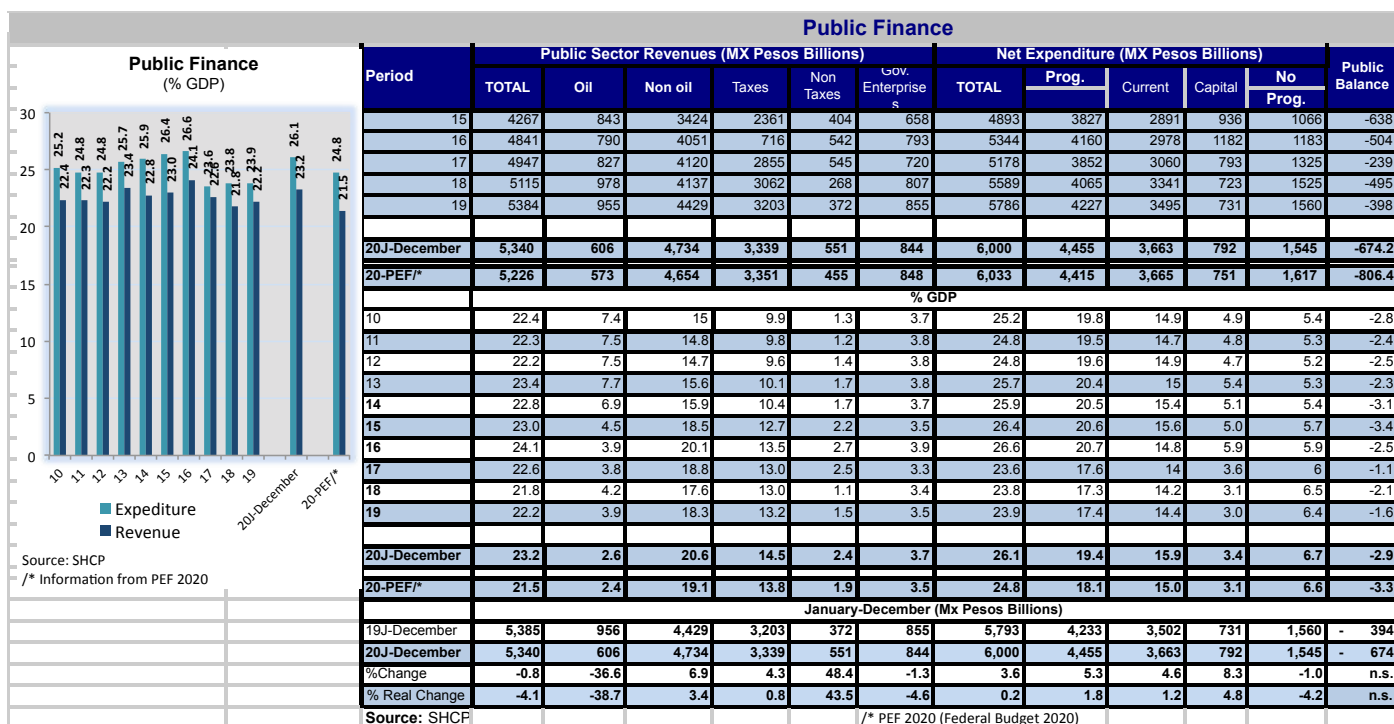 Public Finance
Public Finance
(% GDP)
30
25
20
15
10
5
0
25.2 22.4 24.8 22.3 24.8 22.2 25.7 23.4 25.9 22.8 26.4 23.0 26.6 24.1 23.6 22.6 23.8 21.8 23.9 22.2 26.1 23.2 24.8 21.5
10 11 12 13 14 15 16 17 18 19 20J-December 20-PEF/*
Expediture
Revenue
Source: SHCP
/* Information from PEF 2020
Period Public Sector Revenues (MX Pesos Billions) Net Expenditure (MX Pesos Billions) Public Balance
TOTAL Oil Non oil Taxes Non Taxes Gov. Enterprises TOTAL Prog. Current Capital No Prog.
15 4267 843 3424 2361 404 658 4893 3827 2891 936 1066 -638
16 4841 790 4051 716 542 793 5344 4160 2978 1182 1183 -504
17 4947 827 4120 2855 545 720 5178 3852 3060 793 1325 -239
18 5115 978 4137 3062 268 807 5589 4065 3341 723 1525 -495
19 5384 955 4429 3203 372 855 5786 4227 3495 731 1560 -398
20J-December 5,340 606 4,734 3,339 551 844 6,000 4,455 3,663 792 1,545 -674.2
20-PEF/* 5,226 573 4,654 3,351 455 848 6,033 4,415 3,665 751 1,617 -806.4
% GDP
10 22.4 7.4 15 9.9 1.3 3.7 25.2 19.8 14.9 4.9 5.4 -2.8
11 22.3 7.5 14.8 9.8 1.2 3.8 24.8 19.5 14.7 4.8 5.3 -2.4
12 22.2 7.5 14.7 9.6 1.4 3.8 24.8 19.6 14.9 4.7 5.2 -2.5
13 23.4 7.7 15.6 10.1 1.7 3.8 25.7 20.4 15 5.4 5.3 -2.3
14 22.8 6.9 15.9 10.4 1.7 3.7 25.9 20.5 15.4 5.1 5.4 -3.1
15 23.0 4.5 18.5 12.7 2.2 3.5 26.4 20.6 15.6 5.0 5.7 -3.4
16 24.1 3.9 20.1 13.5 2.7 3.9 26.6 20.7 14.8 5.9 5.9 -2.5
17 22.6 3.8 18.8 13.0 2.5 3.3 23.6 17.6 14 3.6 6 -1.1
18 21.8 4.2 17.6 13.0 1.1 3.4 23.8 17.3 14.2 3.1 6.5 -2.1
19 22.2 3.9 18.3 13.2 1.5 3.5 23.9 17.4 14.4 3.0 6.4 -1.6
20J-December 23.2 2.6 20.6 14.5 2.4 3.7 26.1 19.4 15.9 3.4 6.7 -2.9
20-PEF/* 21.5 2.4 19.1 13.8 1.9 3.5 24.8 18.1 15.0 3.1 6.6 -3.3
January-December (Mx Pesos Billions)
19J-December 5,385 956 4,429 3,203 372 855 5,793 4,233 3,502 731 1,560 - 394
20J-December 5,340 606 4,734 3,339 551 844 6,000 4,455 3,663 792 1,545 - 674
%Change -0.8 -36.6 6.9 4.3 48.4 -1.3 3.6 5.3 4.6 8.3 -1.0 n.s.
% Real Change -4.1 -38.7 3.4 0.8 43.5 -4.6 0.2 1.8 1.2 4.8 -4.2 n.s.
Source: SHCP /* PEF 2020 (Federal Budget 2020)